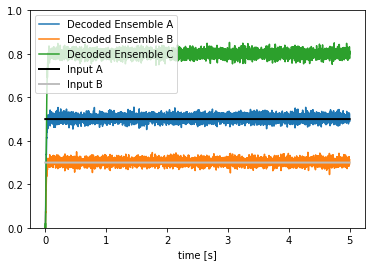 1.0
0.8
0.6
0.4
0.2
0.0
Decoded Ensemble A
Decoded Ensemble B
Decoded Ensemble C
Input A
Input B
0 1 2 3 4 5
time [s]